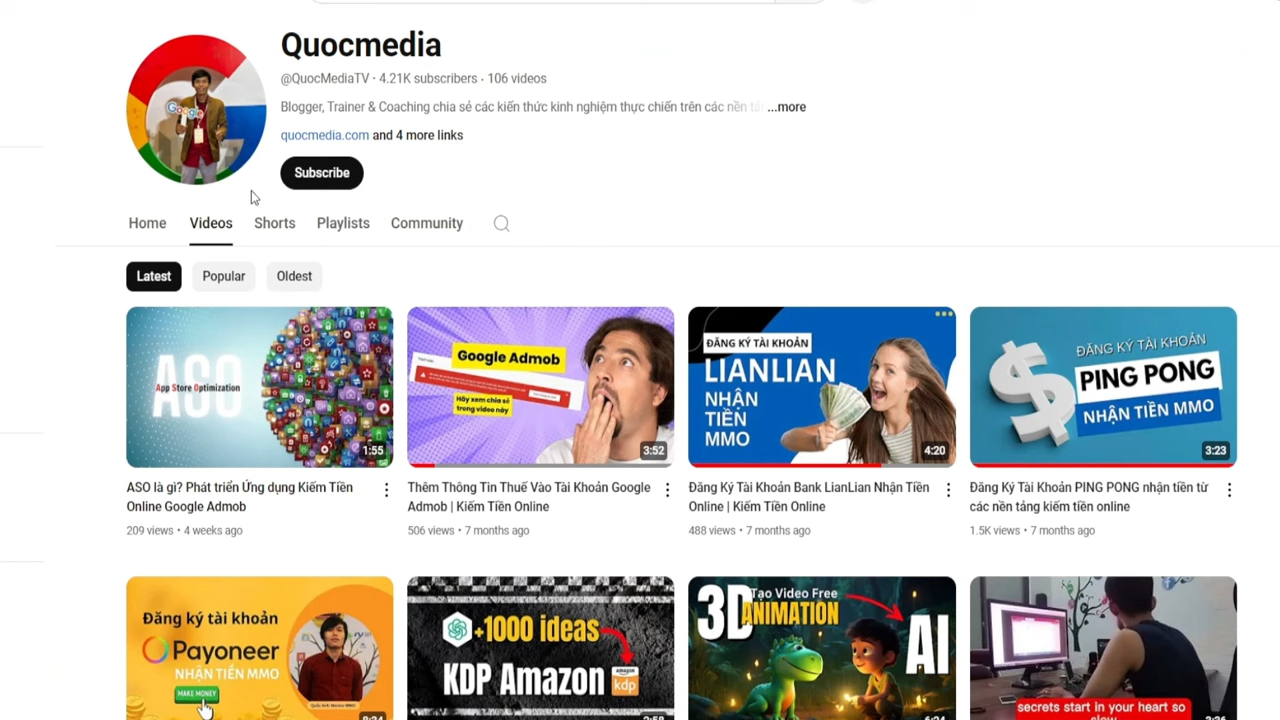 Quocmedia
@QuocMediaTV · 4.21K subscribers · 106 videos
Blogger, Trainer & Coaching chia sẻ các kiến thức kinh nghiệm thực chiến trên các nền tả ...more
quocmedia.com and 4 more links
Subscribe
Home Videos Shorts Playlists Community
Latest Popular Oldest
Google
ASO
App Store Optimization
1:55
Google Admob
Hãy xem chia sẻ
trong video này
3:52
ĐĂNG KÝ TÀI KHOẢN
LIANLIAN
NHẬN
TIỀN
MMO
4:20
ĐĂNG KÝ TÀI KHOẢN
PING PONG
NHẬN TIỀN MMO
3:23
ASO là gì? Phát triển Ứng dụng Kiếm Tiền
Online Google Admob
209 views • 4 weeks ago
Thêm Thông Tin Thuế Vào Tài Khoản Google
Admob | Kiếm Tiền Online
506 views • 7 months ago
Đăng Ký Tài Khoản Bank LianLian Nhận Tiền
Online | Kiếm Tiền Online
488 views • 7 months ago
Đăng Ký Tài Khoản PING PONG nhận tiền từ
các nền tảng kiếm tiền online
1.5K views • 7 months ago
Đăng ký tài khoản
Payoneer
NHẬN TIỀN MMO
MAKE MONEY
+1000 ideas
KDP Amazon
amazon
kdp
3D
Tạo Video Free
ANIMATION
AI
secrets start in your heart so